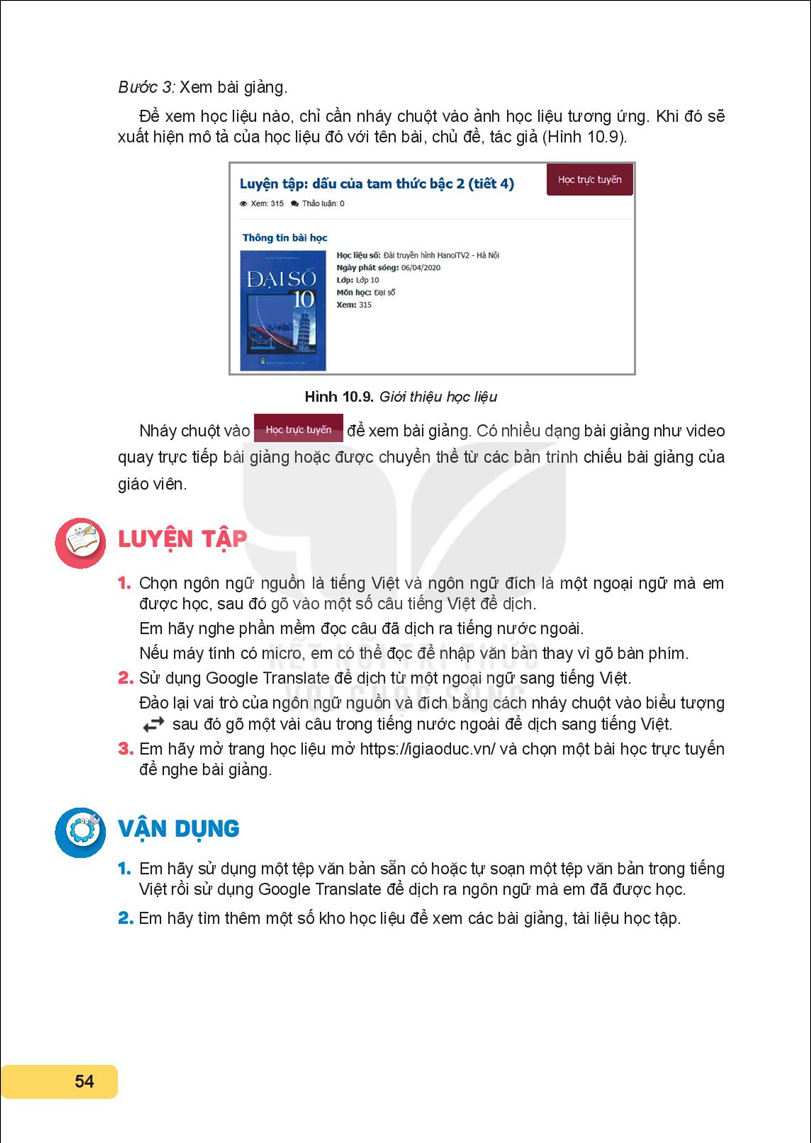 Bước 3: Xem bài giảng.
Để xem học liệu nào, chỉ cần nháy chuột vào ảnh học liệu tương ứng. Khi đó sẽ
xuất hiện mô tả của học liệu đó với tên bài, chủ đề, tác giả (Hình 10.9).
Luyện tập: dấu của tam thức bậc 2 (tiết 4)
Học trực tuyến
Xem: 315 Thảo luận: 0
Thông tin bài học
ĐẠI SỐ
10
Học liệu số: Đài truyền hình HanoiTV2 - Hà Nội
Ngày phát sóng: 06/04/2020
Lớp: Lớp 10
Môn học: Đại số
Xem: 315
Hình 10.9. Giới thiệu học liệu
Nháy chuột vào Học trực tuyến để xem bài giảng. Có nhiều dạng bài giảng như video
quay trực tiếp bài giảng hoặc được chuyển thể từ các bản trình chiếu bài giảng của
giáo viên.
LUYỆN TẬP
1. Chọn ngôn ngữ nguồn là tiếng Việt và ngôn ngữ đích là một ngoại ngữ mà em
được học, sau đó gõ vào một số câu tiếng Việt để dịch.
Em hãy nghe phần mềm đọc câu đã dịch ra tiếng nước ngoài.
Nếu máy tính có micro, em có thể đọc để nhập văn bản thay vì gõ bàn phím.
KẾT NỐI TRI THỨC
2. Sử dụng Google Translate để dịch từ một ngoại ngữ sang tiếng Việt.
VỚI CUỘC SỐNG
Đảo lại vai trò của ngôn ngữ nguồn và đích bằng cách nháy chuột vào biểu tượng
sau đó gõ một vài câu trong tiếng nước ngoài để dịch sang tiếng Việt.
3. Em hãy mở trang học liệu mở https://igiaoduc.vn/ và chọn một bài học trực tuyến
để nghe bài giảng.
VẬN DỤNG
1. Em hãy sử dụng một tệp văn bản sẵn có hoặc tự soạn một tệp văn bản trong tiếng
Việt rồi sử dụng Google Translate để dịch ra ngôn ngữ mà em đã được học.
2. Em hãy tìm thêm một số kho học liệu để xem các bài giảng, tài liệu học tập.
54